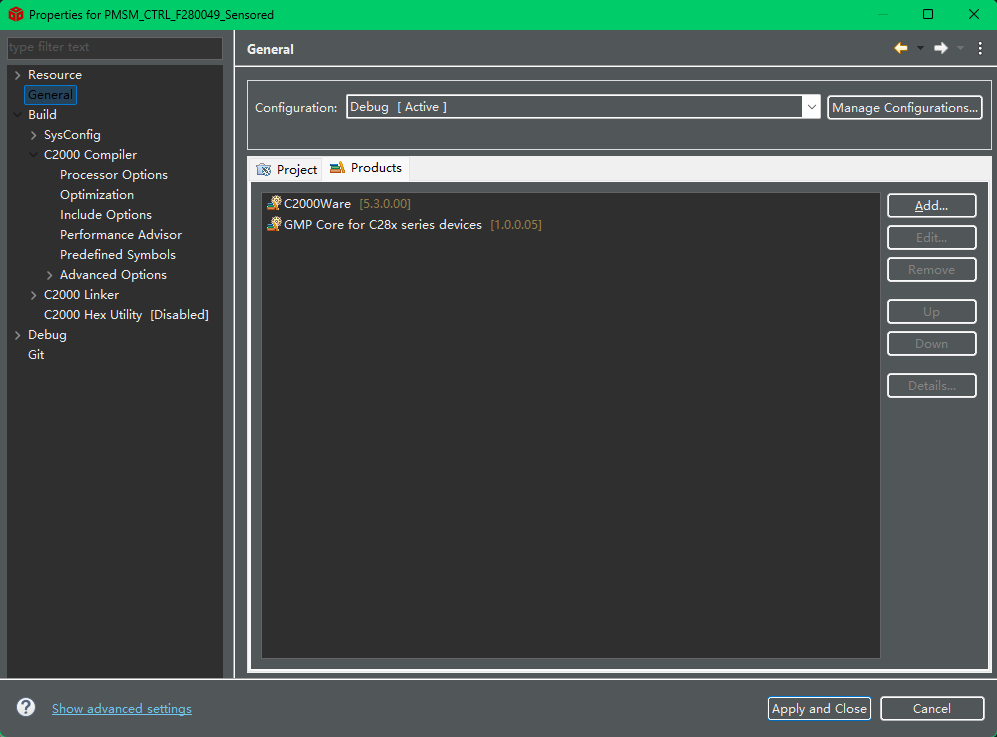 Properties for PMSM_CTRL_F280049_Sensored
type filter text
Resource
General
Build
SysConfig
C2000 Compiler
Processor Options
Optimization
Include Options
Performance Advisor
Predefined Symbols
Advanced Options
C2000 Linker
C2000 Hex Utility [Disabled]
Debug
Git
General
Configuration: Debug [ Active ] Manage Configurations...
Project Products
C2000Ware [5.3.0.00]
GMP Core for C28x series devices [1.0.0.05]
Add...
Edit...
Remove
Up
Down
Details...
? Show advanced settings
Apply and Close Cancel